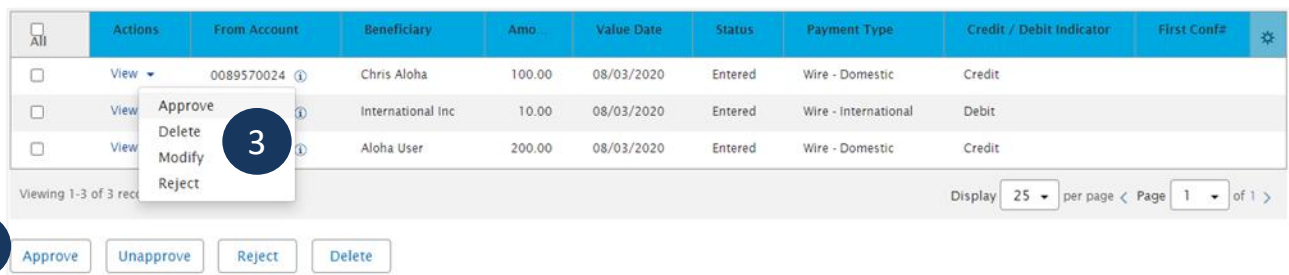 All Actions From Account Beneficiary Amo... Value Date Status Payment Type Credit / Debit Indicator First Conf#
View 0089570024 Chris Aloha 100.00 08/03/2020 Entered Wire - Domestic Credit
View International Inc 10.00 08/03/2020 Entered Wire - International Debit
View Aloha User 200.00 08/03/2020 Entered Wire - Domestic Credit
Approve
Delete
Modify
Reject
3
Viewing 1-3 of 3 Display 25 per page < Page 1 of 1 >
Approve Unapprove Reject Delete